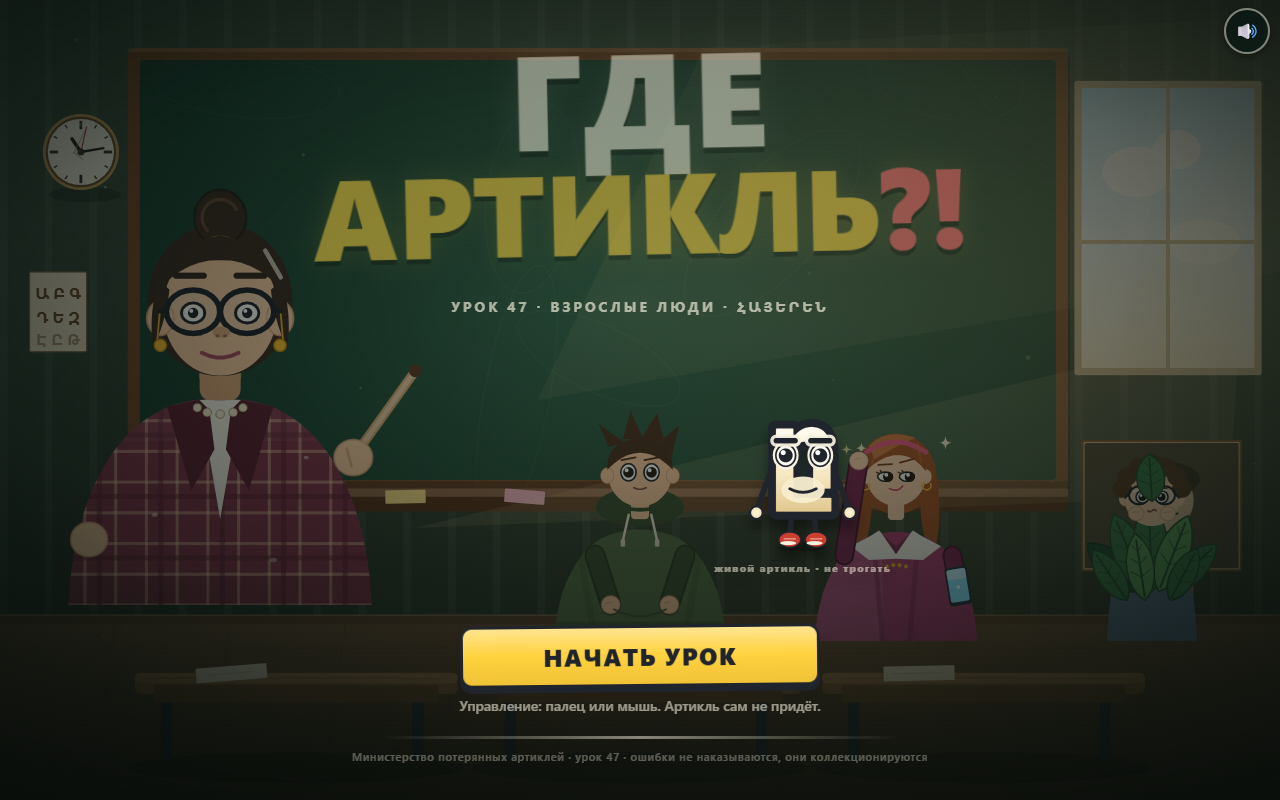 ГДЕ
АРТИКЛЬ?!
УРОК 47 · ВЗРОСЛЫЕ ЛЮДИ · ՀԱՅԵՐԵՆ
Ա Բ Գ
Դ Ե Զ
Է Ը Թ
живой артикль - не трогать
НАЧАТЬ УРОК
Управление: палец или мышь. Артикль сам не придёт.
Министерство потерянных артиклей · урок 47 · ошибки не наказываются, они коллекционируются